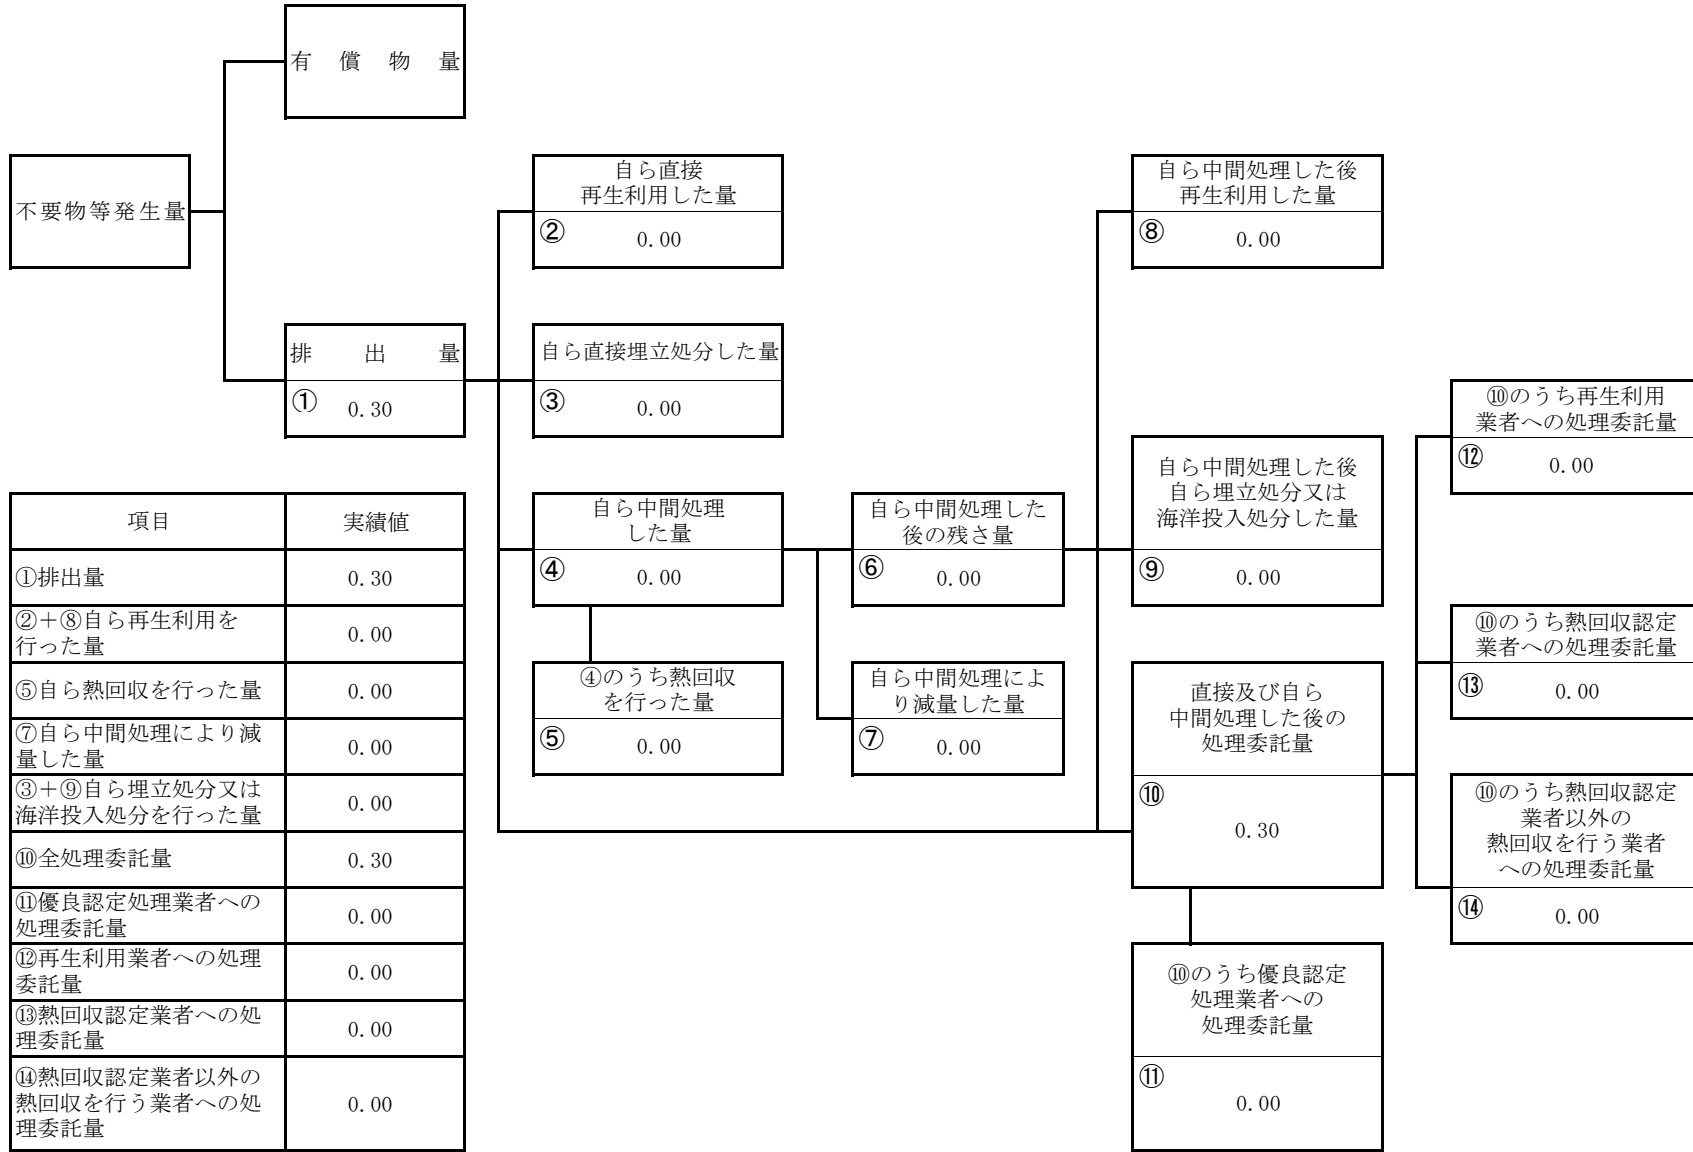 有償物量
不要物等発生量
自ら直接
再生利用した量
② 0.00
自ら中間処理した後
再生利用した量
⑧ 0.00
排出量
① 0.30
自ら直接埋立処分した量
③ 0.00
⑩のうち再生利用
業者への処理委託量
⑫ 0.00
自ら中間処理
した量
④ 0.00
自ら中間処理した
後の残さ量
⑥ 0.00
自ら中間処理した後
自ら埋立処分又は
海洋投入処分した量
⑨ 0.00
⑩のうち熱回収認定
業者への処理委託量
⑬ 0.00
④のうち熱回収
を行った量
⑤ 0.00
自ら中間処理によ
り減量した量
⑦ 0.00
直接及び自ら
中間処理した後の
処理委託量
⑩
0.30
⑩のうち熱回収認定
業者以外の
熱回収を行う業者
への処理委託量
⑭ 0.00
⑩のうち優良認定
処理業者への
処理委託量
⑪
0.00
項目 実績値
①排出量 0.30
②＋⑧自ら再生利用を
行った量 0.00
⑤自ら熱回収を行った量 0.00
⑦自ら中間処理により減
量した量 0.00
③＋⑨自ら埋立処分又は
海洋投入処分を行った量 0.00
⑩全処理委託量 0.30
⑪優良認定処理業者への
処理委託量 0.00
⑫再生利用業者への処理
委託量 0.00
⑬熱回収認定業者への処
理委託量 0.00
⑭熱回収認定業者以外の
熱回収を行う業者への処 0.00
理委託量